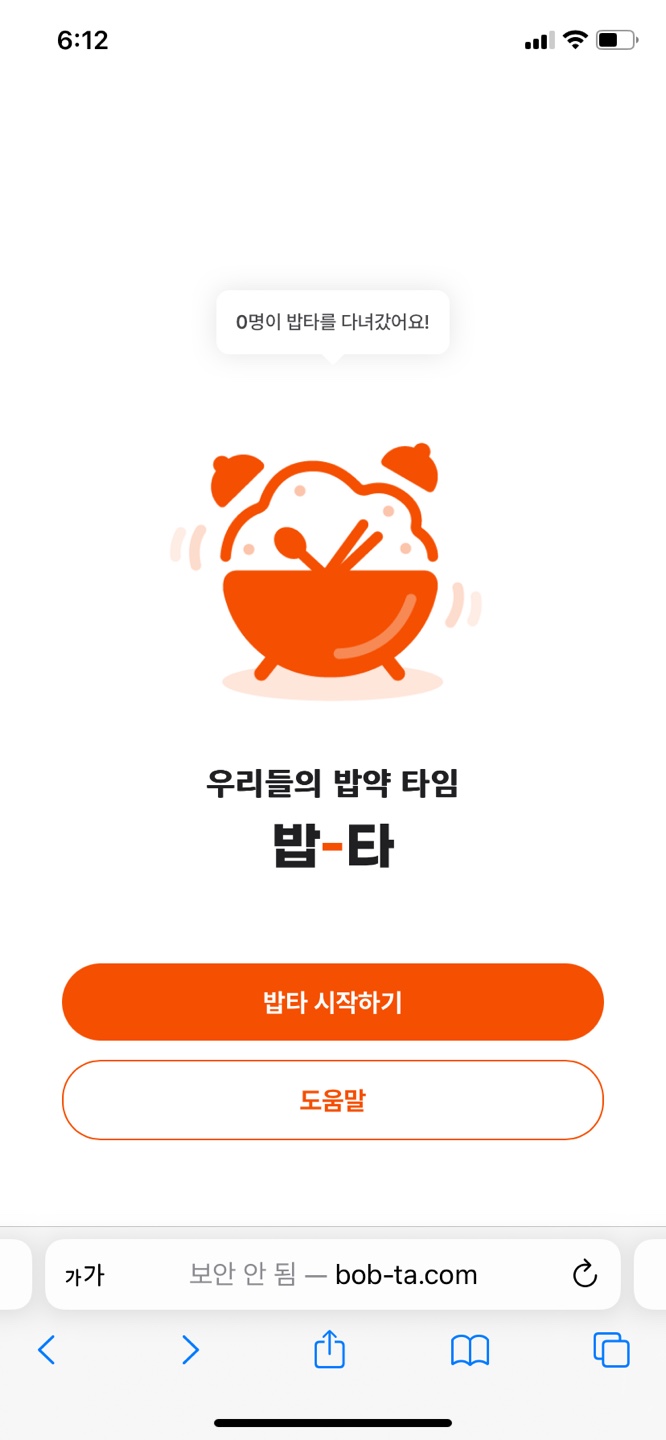 6:12
0명이 밥타를 다녀갔어요!
우리들의 밥약 타임
밥-타
밥타 시작하기
도움말
가가 보안 안 됨 — bob-ta.com